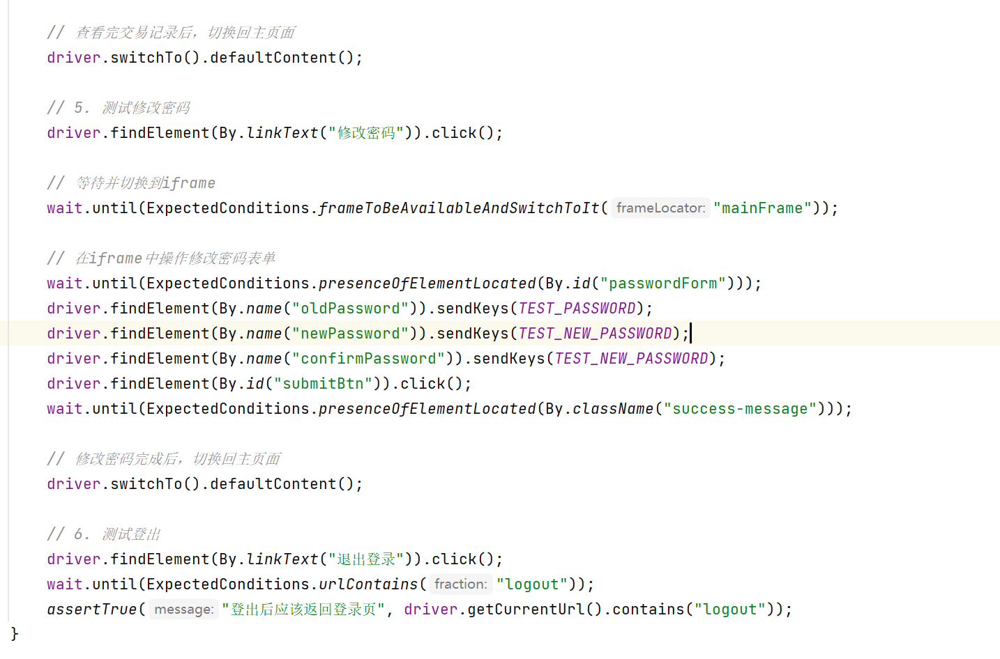 // 查看完交易记录后，切换回主页面
driver.switchTo().defaultContent();
// 5. 测试修改密码
driver.findElement(By.linkText("修改密码")).click();
// 等待并切换到iframe
wait.until(ExpectedConditions.frameToBeAvailableAndSwitchToIt( frameLocator: "mainFrame"));
// 在iframe中操作修改密码表单
wait.until(ExpectedConditions.presenceOfElementLocated(By.id("passwordForm")));
driver.findElement(By.name("oldPassword")).sendKeys(TEST_PASSWORD);
driver.findElement(By.name("newPassword")).sendKeys(TEST_NEW_PASSWORD);
driver.findElement(By.name("confirmPassword")).sendKeys(TEST_NEW_PASSWORD);
driver.findElement(By.id("submitBtn")).click();
wait.until(ExpectedConditions.presenceOfElementLocated(By.className("success-message")));
// 修改密码完成后，切换回主页面
driver.switchTo().defaultContent();
// 6. 测试登出
driver.findElement(By.linkText("退出登录")).click();
wait.until(ExpectedConditions.urlContains( fraction: "logout"));
assertTrue( message: "登出后应该返回登录页", driver.getCurrentUrl().contains("logout"));
}